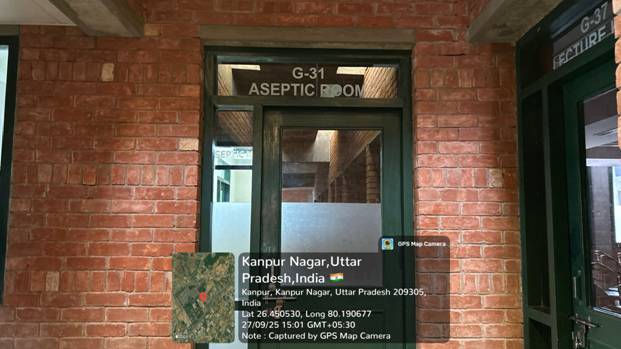 G-31
ASEPTIC ROOM
G-37
LECTURE
GPS Map Camera
Kanpur Nagar,Uttar
Pradesh,India 🇮🇳
Kanpur, Kanpur Nagar, Uttar Pradesh 209305,
India
Lat 26.450530, Long 80.190677
27/09/25 15:01 GMT+05:30
Note : Captured by GPS Map Camera